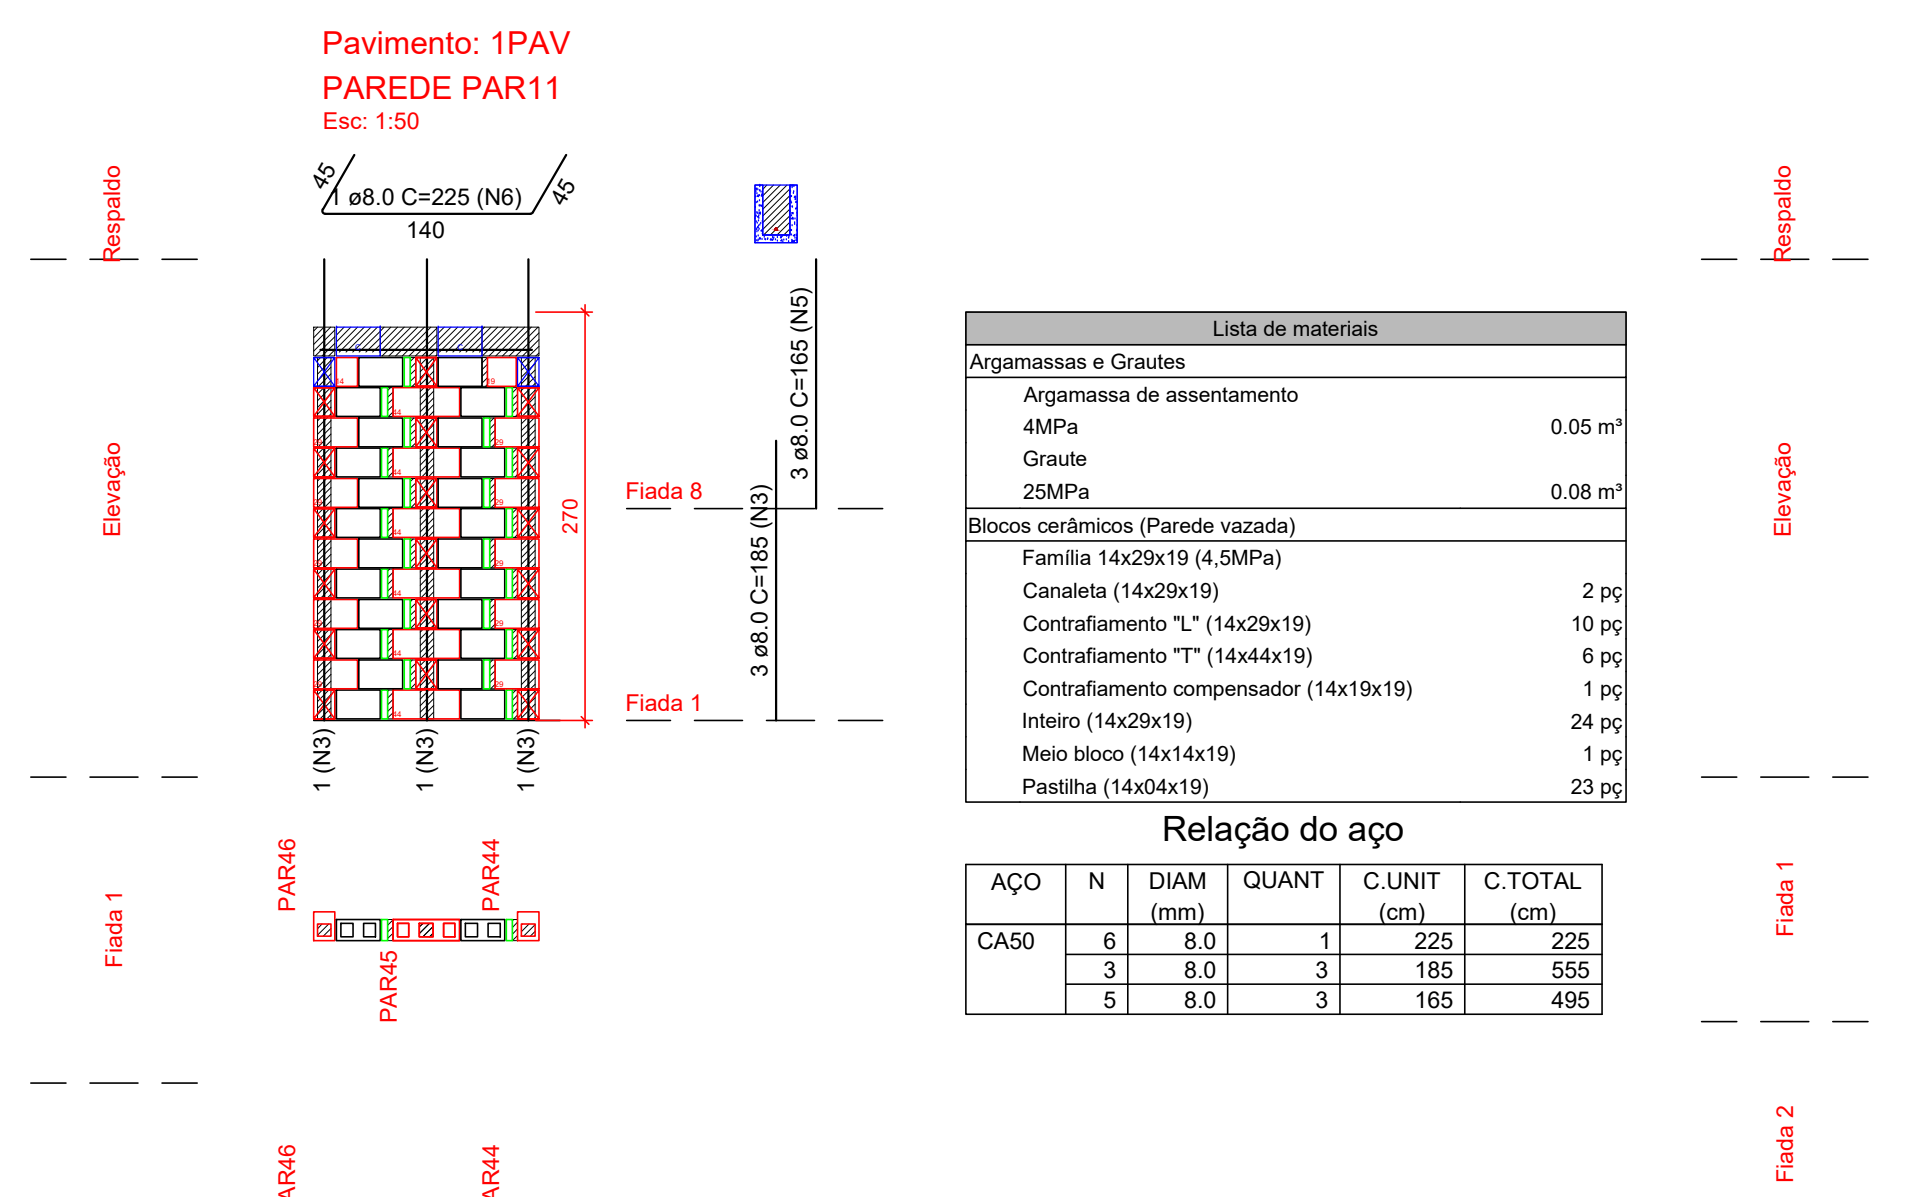 Pavimento: 1PAV
PAREDE PAR11
Esc: 1:50
Respaldo
Respaldo
45
1 ø8.0 C=225 (N6)
45
140
Elevação
Elevação
270
Fiada 8
Fiada 1
3 ø8.0 C=185 (N3)
3 ø8.0 C=165 (N5)
1 (N3)
1 (N3)
1 (N3)
Lista de materiais
Argamassas e Grautes
Argamassa de assentamento
4MPa 0.05 m³
Graute
25MPa 0.08 m³
Blocos cerâmicos (Parede vazada)
Família 14x29x19 (4,5MPa)
Canaleta (14x29x19) 2 pç
Contrafiamento "L" (14x29x19) 10 pç
Contrafiamento "T" (14x44x19) 6 pç
Contrafiamento compensador (14x19x19) 1 pç
Inteiro (14x29x19) 24 pç
Meio bloco (14x14x19) 1 pç
Pastilha (14x04x19) 23 pç
Relação do aço
AÇO N DIAM QUANT C.UNIT C.TOTAL
(mm) (cm) (cm)
CA50 6 8.0 1 225 225
3 8.0 3 185 555
5 8.0 3 165 495
Fiada 1
Fiada 1
PAR46
PAR44
PAR45
Fiada 2
AR46
AR44